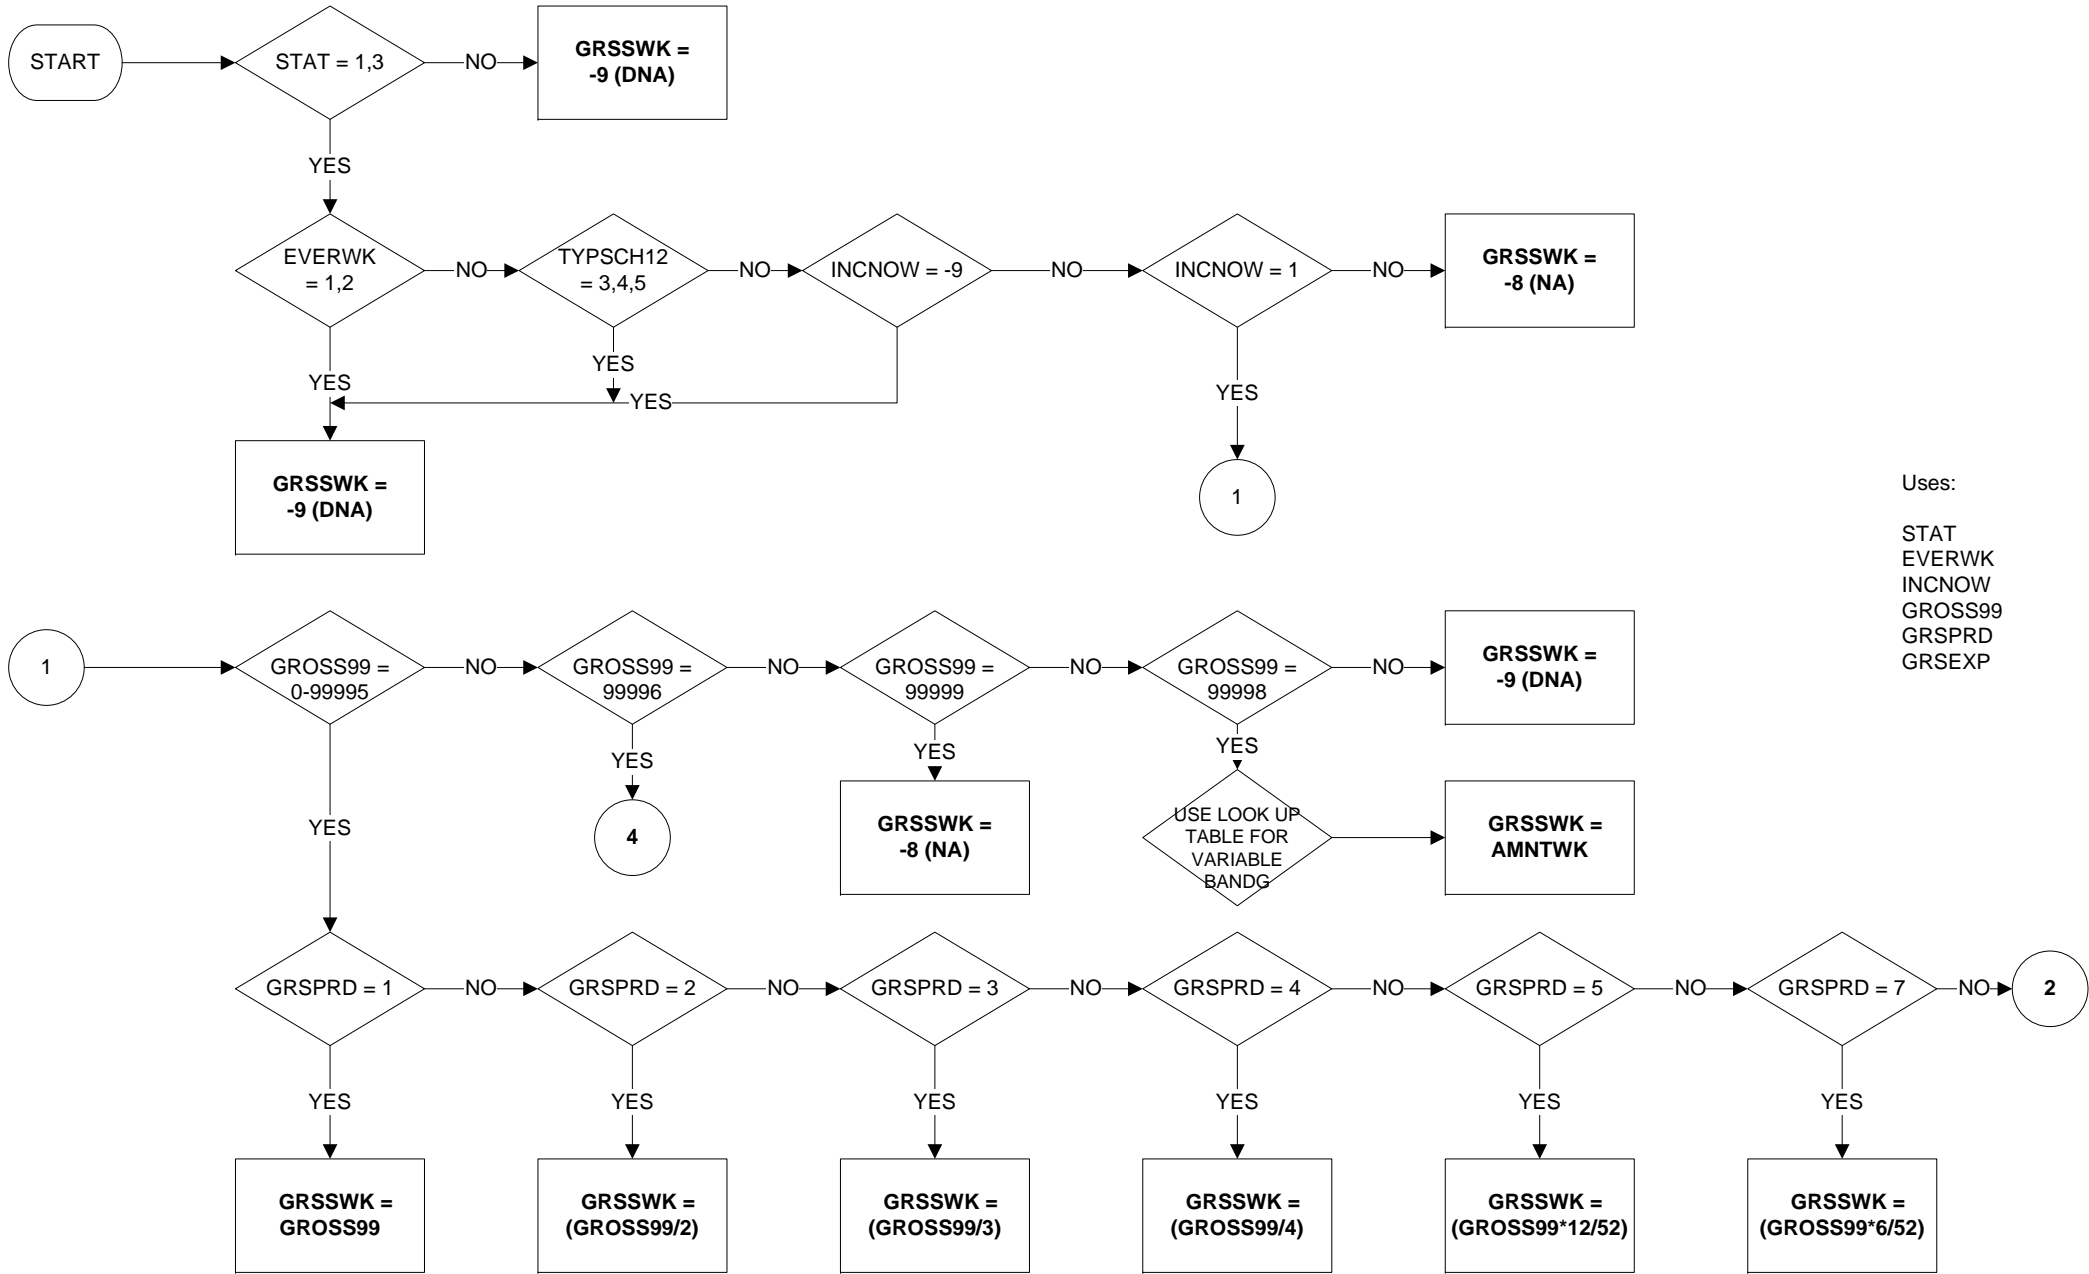 START
STAT = 1,3
NO
GRSSWK =
-9 (DNA)
YES
EVERWK
= 1,2
NO
TYPSCH12
= 3,4,5
NO
INCNOW = -9
NO
INCNOW = 1
NO
GRSSWK =
-8 (NA)
YES
YES
YES
YES
GRSSWK =
-9 (DNA)
1
Uses:
STAT
EVERWK
INCNOW
GROSS99
GRSPRD
GRSEXP
1
GROSS99 =
0-99995
NO
GROSS99 =
99996
NO
GROSS99 =
99999
NO
GROSS99 =
99998
NO
GRSSWK =
-9 (DNA)
YES
YES
YES
YES
4
GRSSWK =
-8 (NA)
USE LOOK UP
TABLE FOR
VARIABLE
BANDG
GRSSWK =
AMNTWK
GRSPRD = 1
NO
GRSPRD = 2
NO
GRSPRD = 3
NO
GRSPRD = 4
NO
GRSPRD = 5
NO
GRSPRD = 7
NO
2
YES
YES
YES
YES
YES
YES
GRSSWK =
GROSS99
GRSSWK =
(GROSS99/2)
GRSSWK =
(GROSS99/3)
GRSSWK =
(GROSS99/4)
GRSSWK =
(GROSS99*12/52)
GRSSWK =
(GROSS99*6/52)